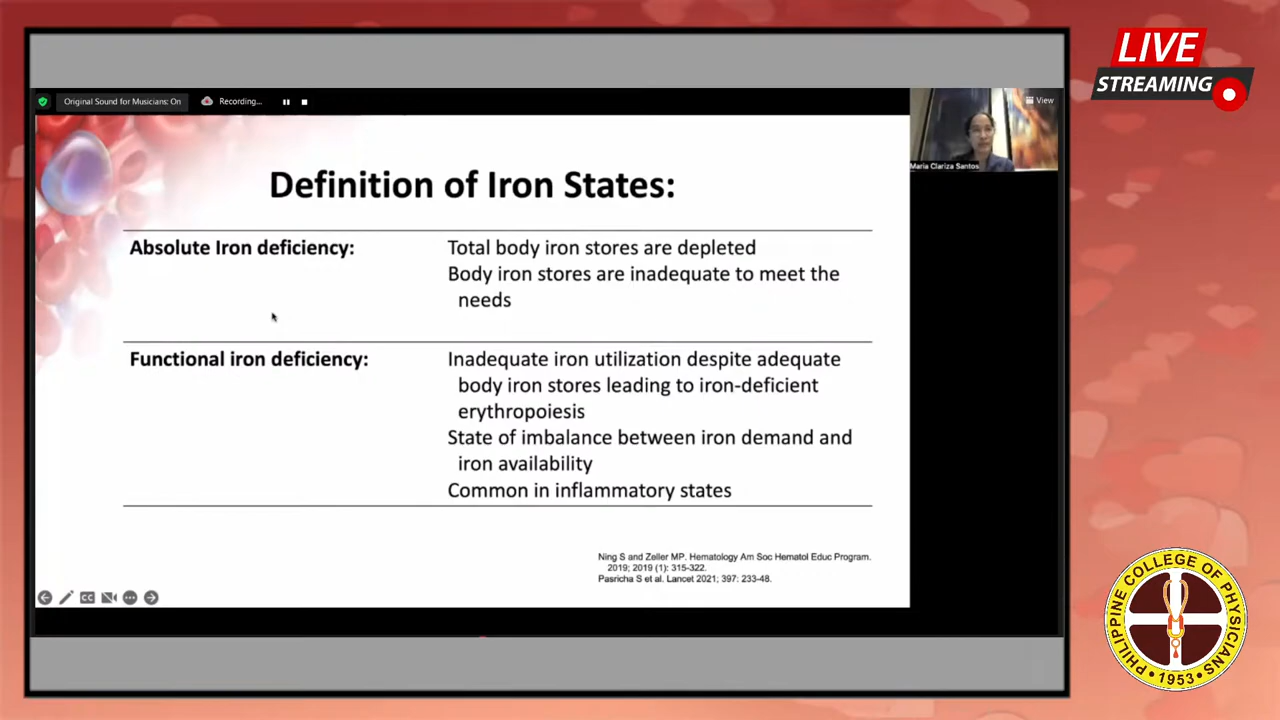 LIVE
STREAMING
Original Sound for Musicians: On
Recording...
View
Maria Clariza Santos
Definition of Iron States:
Absolute Iron deficiency:
Total body iron stores are depleted
Body iron stores are inadequate to meet the
needs
Functional iron deficiency:
Inadequate iron utilization despite adequate
body iron stores leading to iron-deficient
erythropoiesis
State of imbalance between iron demand and
iron availability
Common in inflammatory states
Ning S and Zeller MP. Hematology Am Soc Hematol Educ Program.
2019; 2019 (1): 315-322.
Pasricha S et al. Lancet 2021; 397: 233-48.
CC
PHILIPPINE COLLEGE OF PHYSICIANS
1953